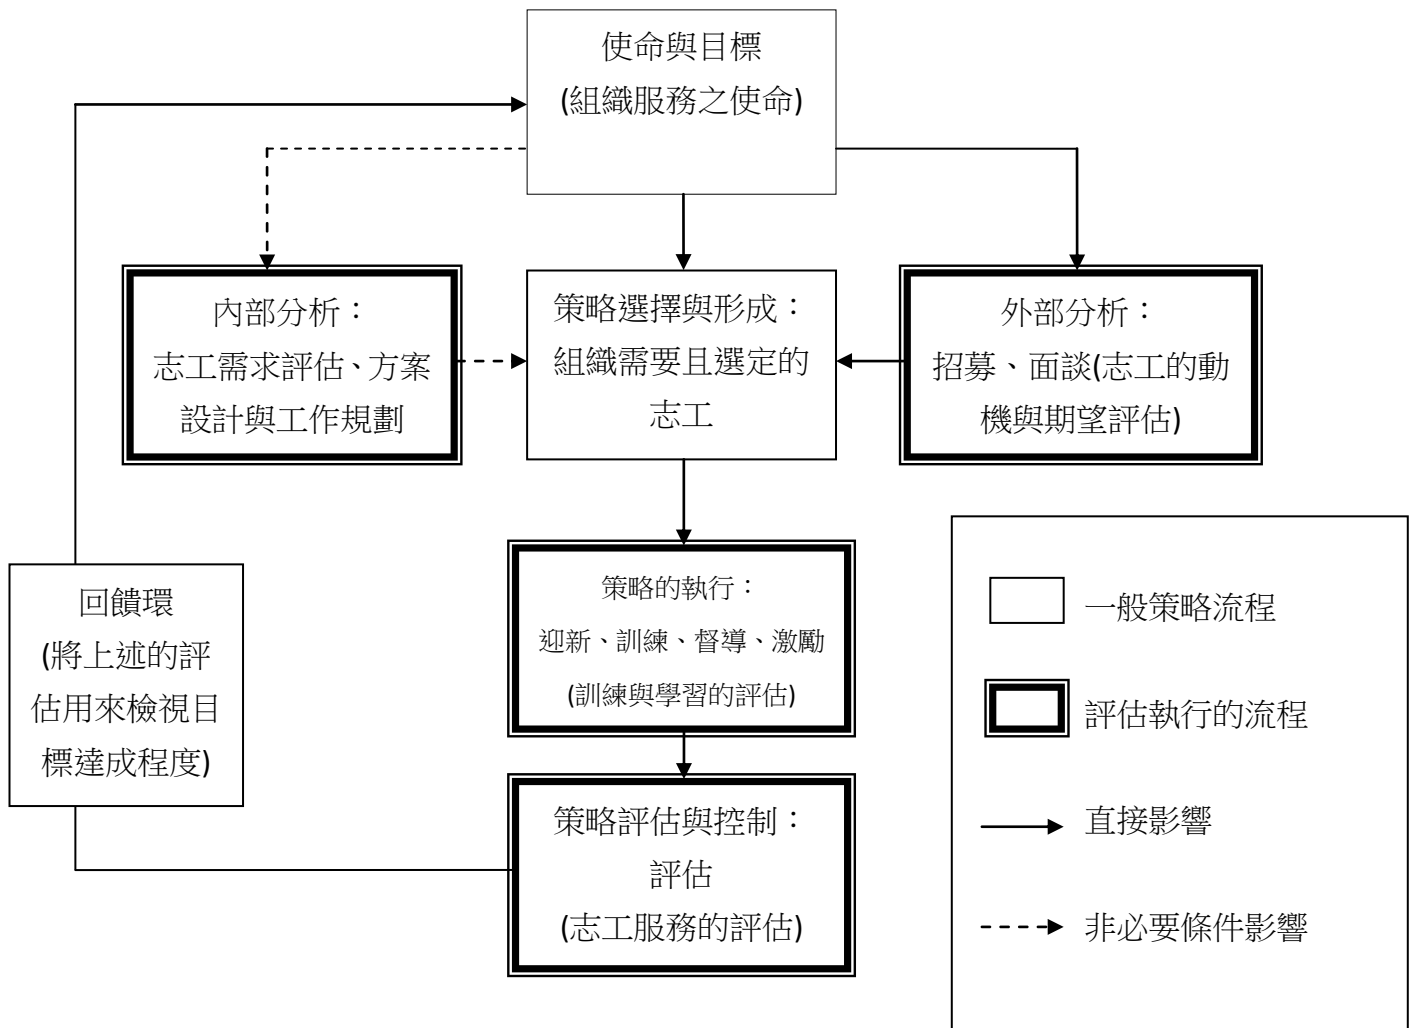 使命與目標
(組織服務之使命)
內部分析：
志工需求評估、方案
設計與工作規劃
策略選擇與形成：
組織需要且選定的
志工
外部分析：
招募、面談(志工的動
機與期望評估)
策略的執行：
迎新、訓練、督導、激勵
(訓練與學習的評估)
回饋環
(將上述的評
估用來檢視目
標達成程度)
策略評估與控制：
評估
(志工服務的評估)
一般策略流程
評估執行的流程
直接影響
非必要條件影響